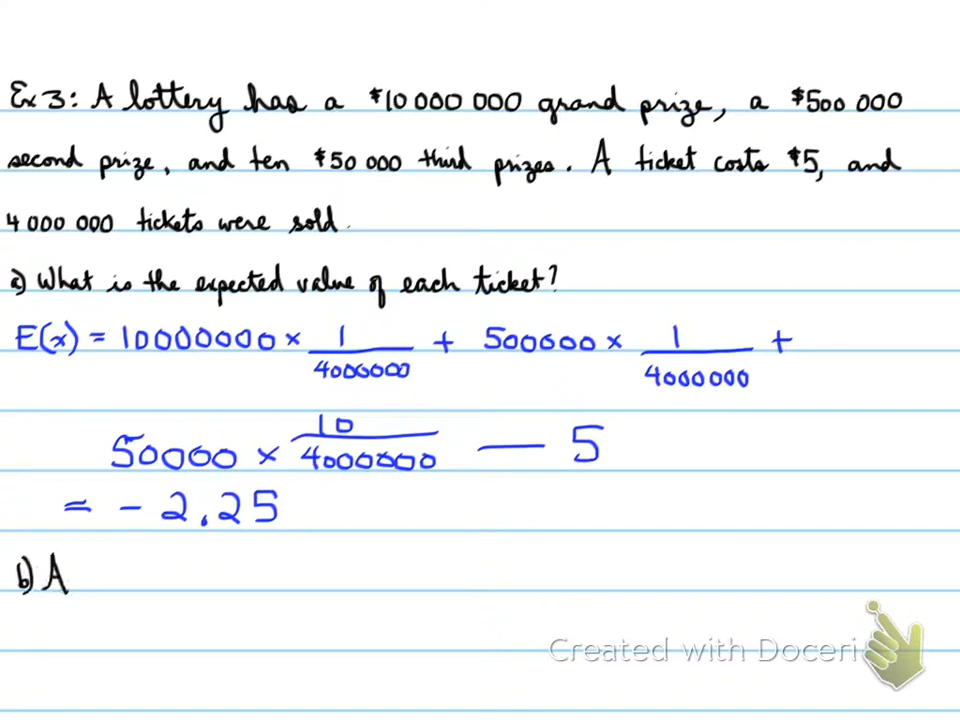 Ex 3: A lottery has a $10 000 000 grand prize, a $500 000
second prize, and ten $50 000 third prizes. A ticket costs $5, and
4 000 000 tickets were sold.
a) What is the expected value of each ticket?
E(x) = 10000000 × 1/4000000 + 500000 × 1/4000000 +
50000 × 10/4000000 — 5
= - 2.25
b) A
Created with Doceri